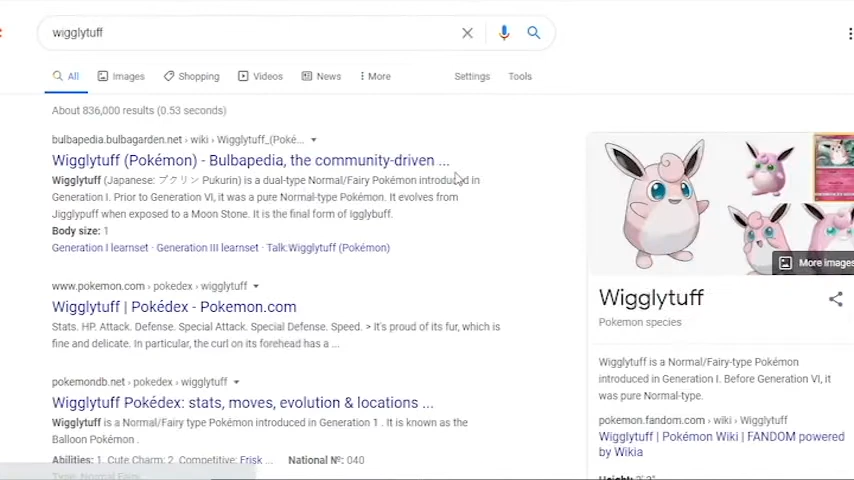 wigglytuff
All Images Shopping Videos News More Settings Tools
About 836,000 results (0.53 seconds)
bulbapedia.bulbagarden.net › wiki › Wigglytuff_(Poké...
Wigglytuff (Pokémon) - Bulbapedia, the community-driven ...
Wigglytuff (Japanese: プクリン Pukurin) is a dual-type Normal/Fairy Pokémon introduced in
Generation I. Prior to Generation VI, it was a pure Normal-type Pokémon. It evolves from
Jigglypuff when exposed to a Moon Stone. It is the final form of Igglybuff.
Body size: 1
Generation I learnset · Generation III learnset · Talk:Wigglytuff (Pokémon)
www.pokemon.com › pokedex › wigglytuff
Wigglytuff | Pokédex - Pokemon.com
Stats. HP. Attack. Defense. Special Attack. Special Defense. Speed. > It's proud of its fur, which is
fine and delicate. In particular, the curl on its forehead has a ...
pokemondb.net › pokedex › wigglytuff
Wigglytuff Pokédex: stats, moves, evolution & locations ...
Wigglytuff is a Normal/Fairy type Pokémon introduced in Generation 1 . It is known as the
Balloon Pokémon .
Abilities: 1. Cute Charm: 2. Competitive: Frisk ... National №: 040
Type: Normal Fairy
More images
Wigglytuff
Pokemon species
Wigglytuff is a Normal/Fairy-type Pokémon
introduced in Generation I. Before Generation VI, it
was pure Normal-type.
pokemon.fandom.com › wiki › Wigglytuff
Wigglytuff | Pokémon Wiki | FANDOM powered
by Wikia
Height: 3' 3"